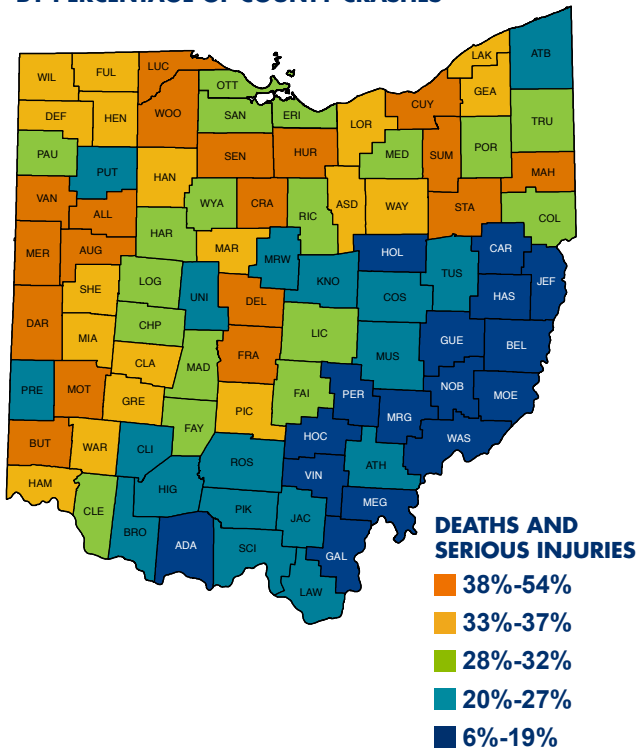 BY PERCENTAGE OF COUNTY CRASHES
WIL FUL LUC OTT LAK ATB
DEF HEN WOO SAN ERI LOR CUY GEA
PAU PUT SEN HUR MED SUM POR TRU
VAN ALL HAN WYA CRA RIC ASD WAY STA MAH
COL
MER AUG HAR MAR MRW HOL TUS CAR
SHE LOG UNI DEL KNO COS HAS JEF
DAR MIA CHP LIC GUE BEL
PRE MOT CLA MAD FRA MUS
GRE PIC FAI PER NOB MOE
BUT WAR CLI FAY HOC MRG WAS
HAM HIG ROS VIN ATH
CLE BRO PIK JAC MEG
ADA SCI GAL
LAW
DEATHS AND
SERIOUS INJURIES
38%-54%
33%-37%
28%-32%
20%-27%
6%-19%